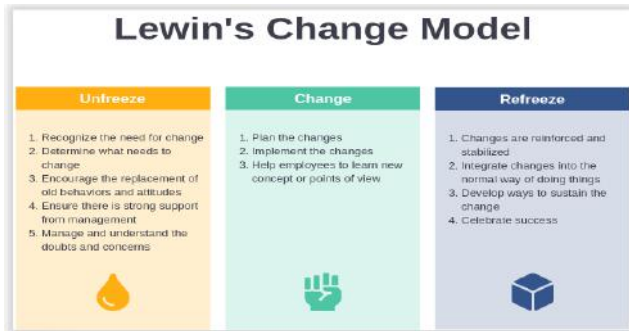 Lewin's Change Model
Unfreeze
1. Recognize the need for change
2. Determine what needs to
change
3. Encourage the replacement of
old behaviors and attitudes
4. Ensure there is strong support
from management
5. Manage and understand the
doubts and concerns
Change
1. Plan the changes
2. Implement the changes
3. Help employees to learn new
concept or points of view
Refreeze
1. Changes are reinforced and
stabilized
2. Integrate changes into the
normal way of doing things
3. Develop ways to sustain the
change
4. Celebrate success